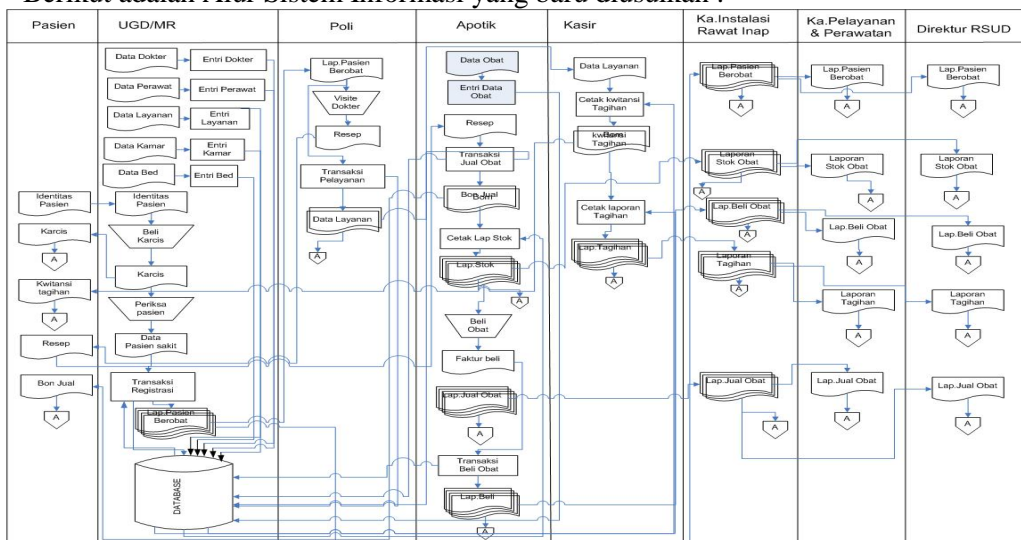 Berikut adalah Alur Sistem Informasi yang baru diusulkan :
Pasien
UGD/MR
Poli
Apotik
Kasir
Ka.Instalasi
Rawat Inap
Ka.Pelayanan
& Perawatan
Direktur RSUD
Identitas
Pasien
Karcis
A
Kwitansi
tagihan
A
Resep
Bon Jual
A
Data Dokter
Entri Dokter
Data Perawat
Entri Perawat
Data Layanan
Entri
Layanan
Data Kamar
Entri
Kamar
Data Bed
Entri Bed
Identitas
Pasien
Beli
Karcis
Karcis
Periksa
pasien
Data
Pasien sakit
Transaksi
Registrasi
Lap.Pasien
Berobat
DATABASE
Lap.Pasien
Berobat
Visite
Dokter
Resep
Transaksi
Pelayanan
Data Layanan
A
Data Obat
Entri Data
Obat
Resep
Transaksi
Jual Obat
Bon Jual
Bom
Cetak Lap Stok
Lap.Stok
A
Beli
Obat
Faktur beli
Lap.Jual Obat
A
Transaksi
Beli Obat
Lap.Beli
A
Data Layanan
Cetak kwitansi
Tagihan
Bom
kwitansi
Tagihan
Cetak laporan
Tagihan
Lap.Tagihan
A
Lap.Pasien
Berobat
A
Laporan
Stok Obat
A
Lap.Beli Obat
A
Laporan
Tagihan
A
Lap.Jual Obat
A
Lap.Pasien
Berobat
A
Laporan
Stok Obat
A
Lap.Beli Obat
A
Laporan
Tagihan
A
Lap.Jual Obat
A
Lap.Pasien
Berobat
A
Laporan
Stok Obat
A
Lap.Beli Obat
A
Laporan
Tagihan
A
Lap.Jual Obat
A